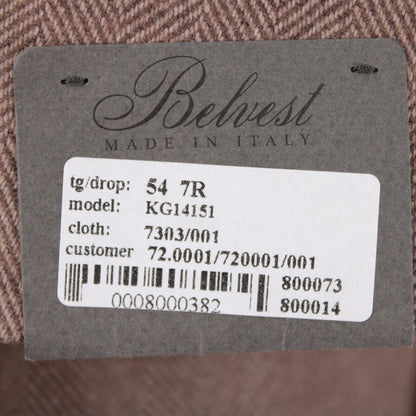 Belvest
MADE IN ITALY
tg/drop: 54 7R
model: KG14151
cloth: 7303/001
customer 72.0001/720001/001
800073
0008000382 800014